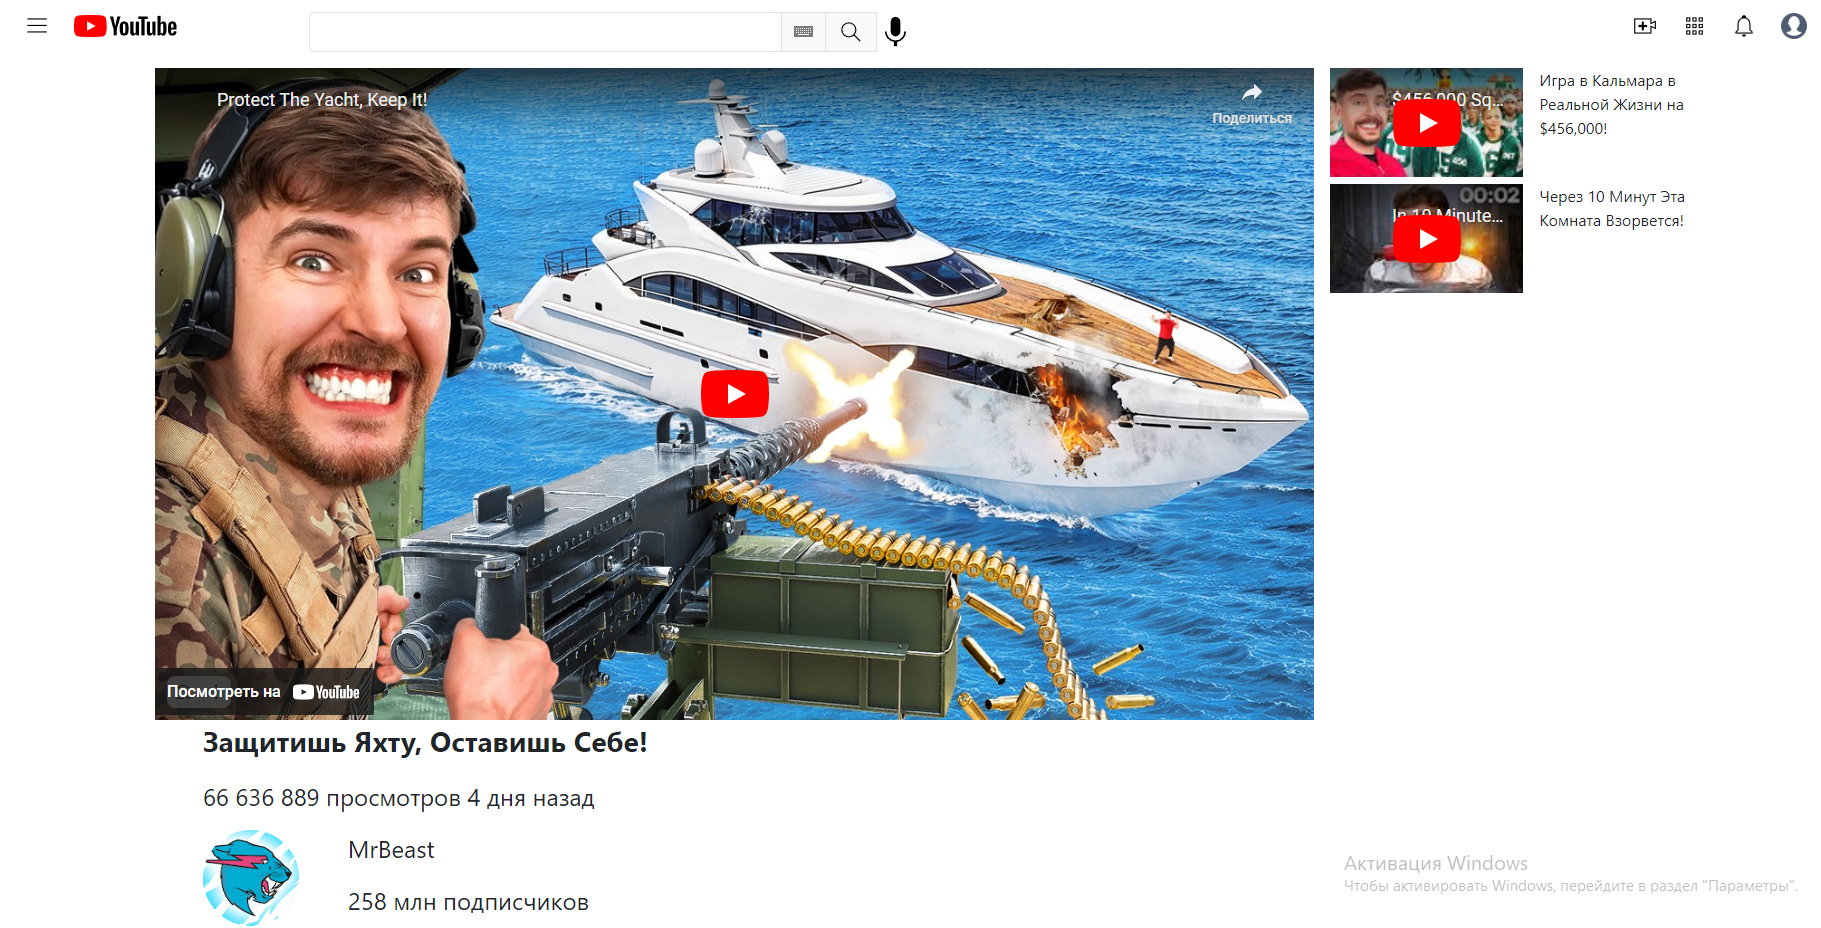 YouTube
Protect The Yacht, Keep It!
Поделиться
Посмотреть на YouTube
Защитишь Яхту, Оставишь Себе!
66 636 889 просмотров 4 дня назад
MrBeast
258 млн подписчиков
$456,000 Sq...
456
Игра в Кальмара в
Реальной Жизни на
$456,000!
00:02
In 10 Minute...
Через 10 Минут Эта
Комната Взорвется!
Активация Windows
Чтобы активировать Windows, перейдите в раздел "Параметры".